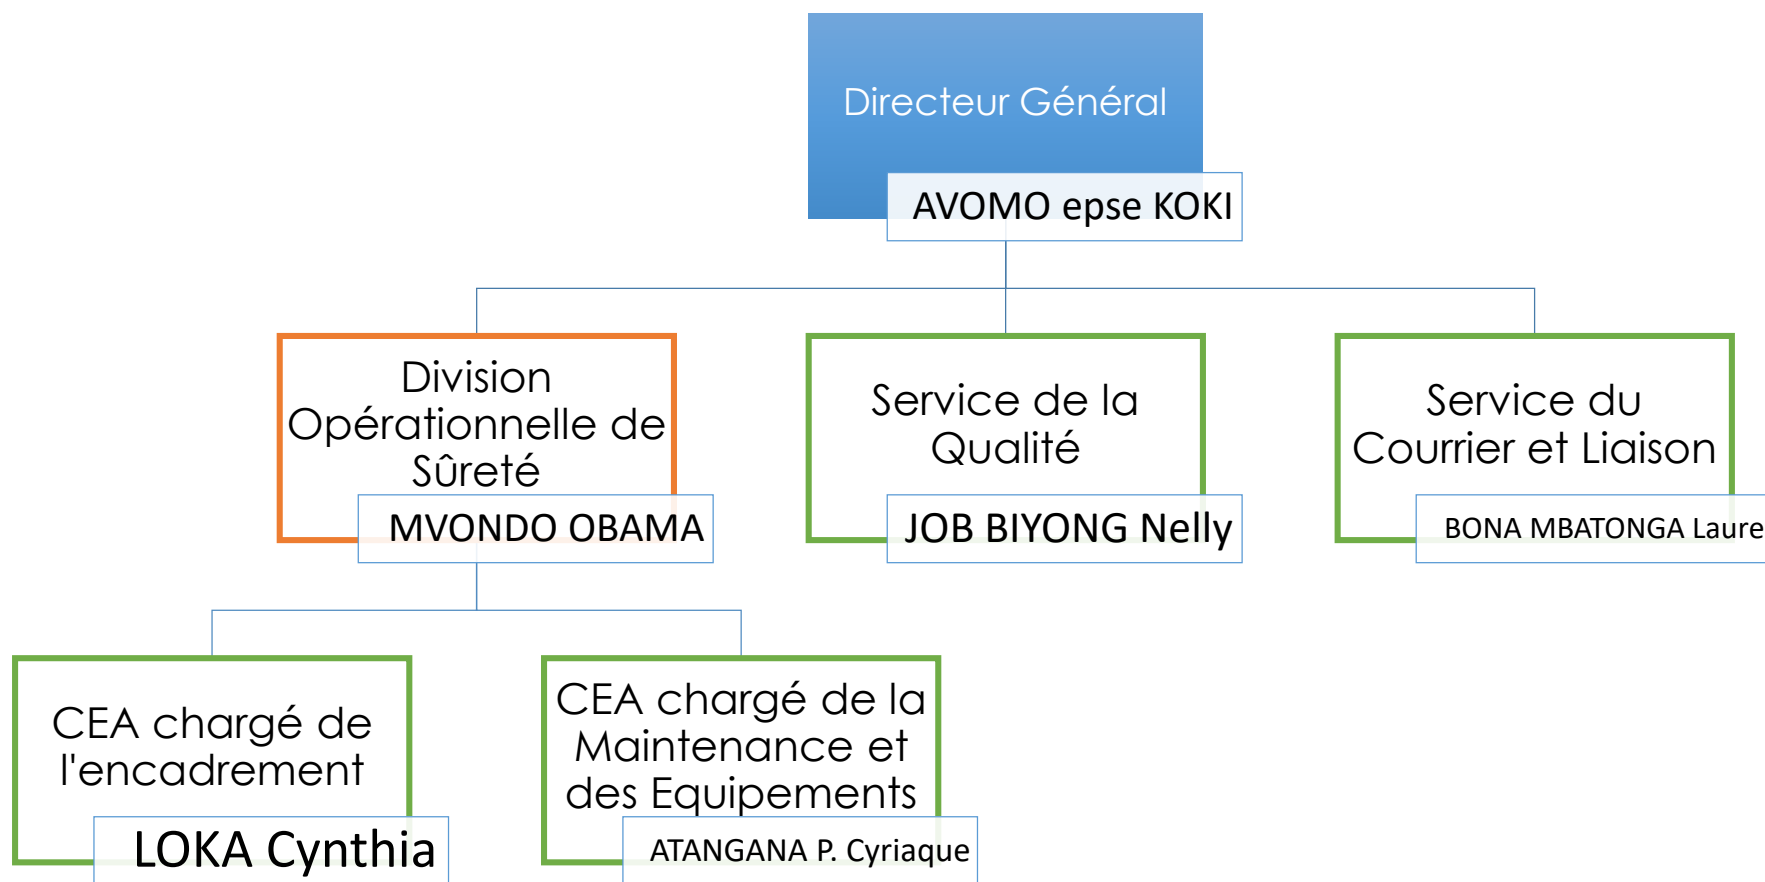 Directeur Général
AVOMO epse KOKI
Division
Opérationnelle de
Sûreté
MVONDO OBAMA
Service de la
Qualité
JOB BIYONG Nelly
Service du
Courrier et Liaison
BONA MBATONGA Laure
CEA chargé de
l'encadrement
LOKA Cynthia
CEA chargé de la
Maintenance et
des Equipements
ATANGANA P. Cyriaque